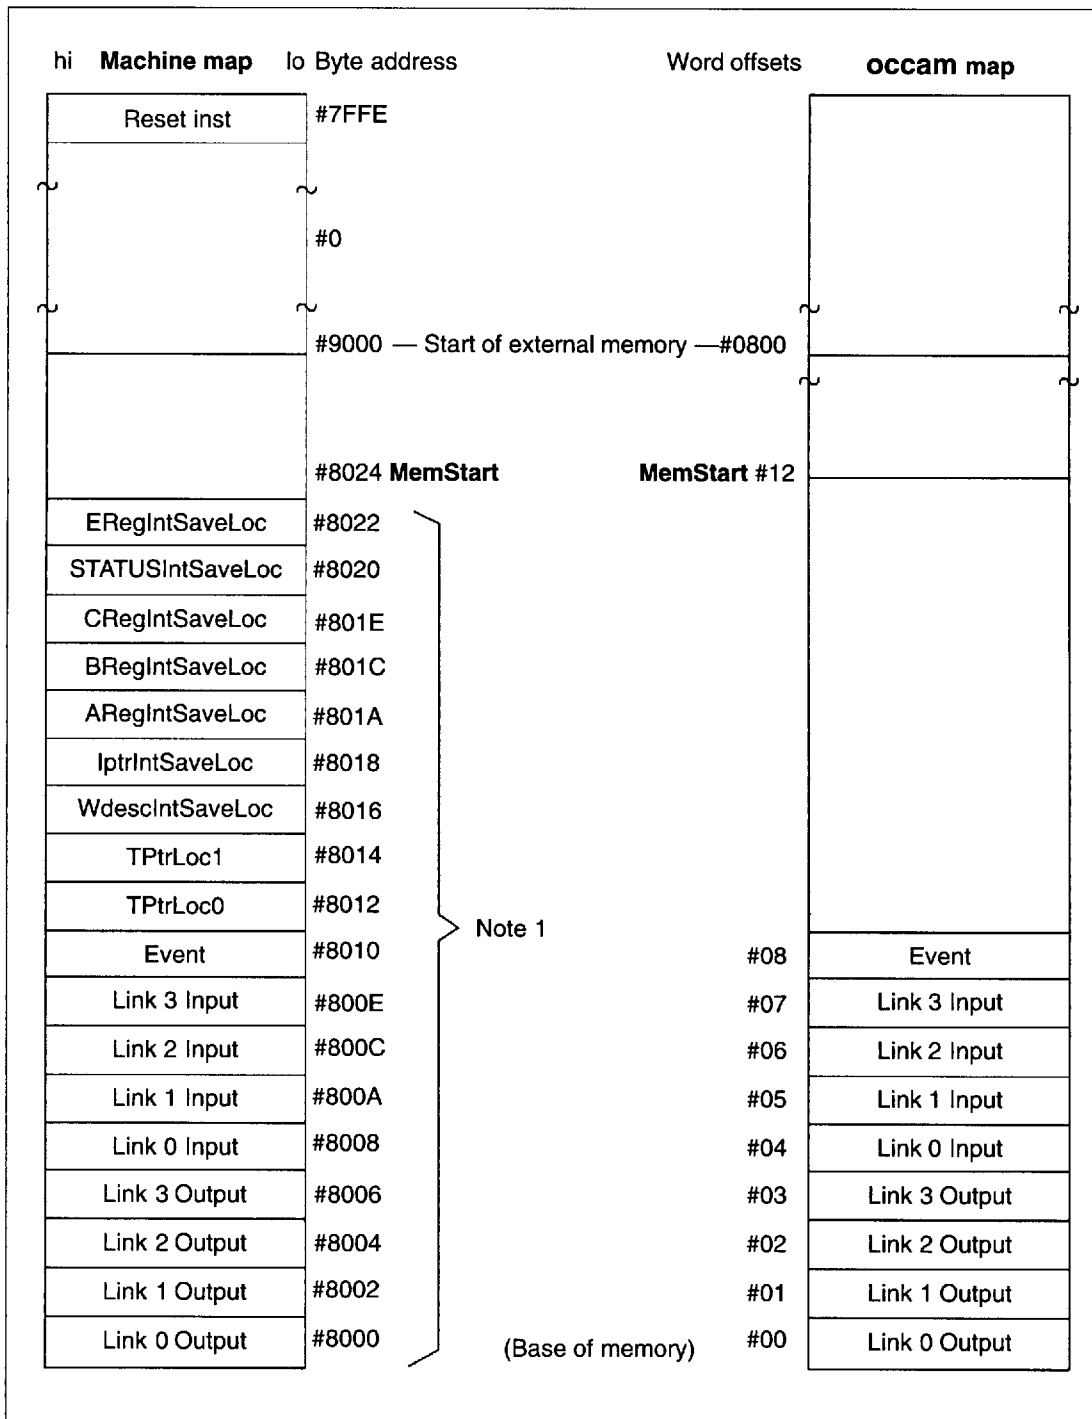 hi Machine map lo Byte address Word offsets occam map
Reset inst #7FFE
#0
#9000 — Start of external memory —#0800
#8024 MemStart MemStart #12
ERegIntSaveLoc #8022
STATUSIntSaveLoc #8020
CRegIntSaveLoc #801E
BRegIntSaveLoc #801C
ARegIntSaveLoc #801A
IptrIntSaveLoc #8018
WdescIntSaveLoc #8016
TPtrLoc1 #8014
TPtrLoc0 #8012
Note 1
Event #8010 #08 Event
Link 3 Input #800E #07 Link 3 Input
Link 2 Input #800C #06 Link 2 Input
Link 1 Input #800A #05 Link 1 Input
Link 0 Input #8008 #04 Link 0 Input
Link 3 Output #8006 #03 Link 3 Output
Link 2 Output #8004 #02 Link 2 Output
Link 1 Output #8002 #01 Link 1 Output
Link 0 Output #8000 (Base of memory) #00 Link 0 Output